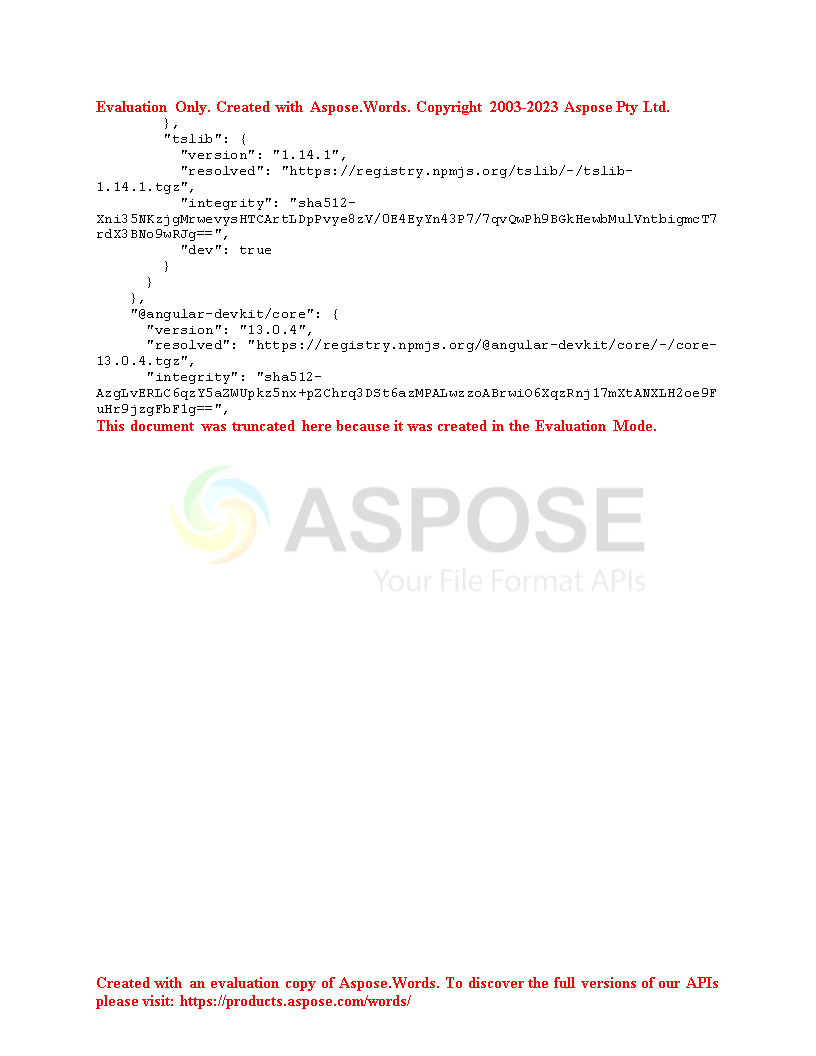 Evaluation Only. Created with Aspose.Words. Copyright 2003-2023 Aspose Pty Ltd.
        },
        "tslib": {
          "version": "1.14.1",
          "resolved": "https://registry.npmjs.org/tslib/-/tslib-
1.14.1.tgz",
          "integrity": "sha512-
Xni35NKzjgMrwevysHTCArtLDpPvye8zV/0E4EyYn43P7/7qvQwPh9BGkHewbMulVntbigmcT7
rdX3BNo9wRJg==",
          "dev": true
        }
      }
    },
    "@angular-devkit/core": {
      "version": "13.0.4",
      "resolved": "https://registry.npmjs.org/@angular-devkit/core/-/core-
13.0.4.tgz",
      "integrity": "sha512-
AzgLvERLC6qzY5aZWUpkz5nx+pZChrq3DSt6azMPALwzzoABrwiO6XqzRnj17mXtANXLH2oe9F
uHr9jzgFbF1g==",
This document was truncated here because it was created in the Evaluation Mode.
ASPOSE
Your File Format APIs
Created with an evaluation copy of Aspose.Words. To discover the full versions of our APIs
please visit: https://products.aspose.com/words/